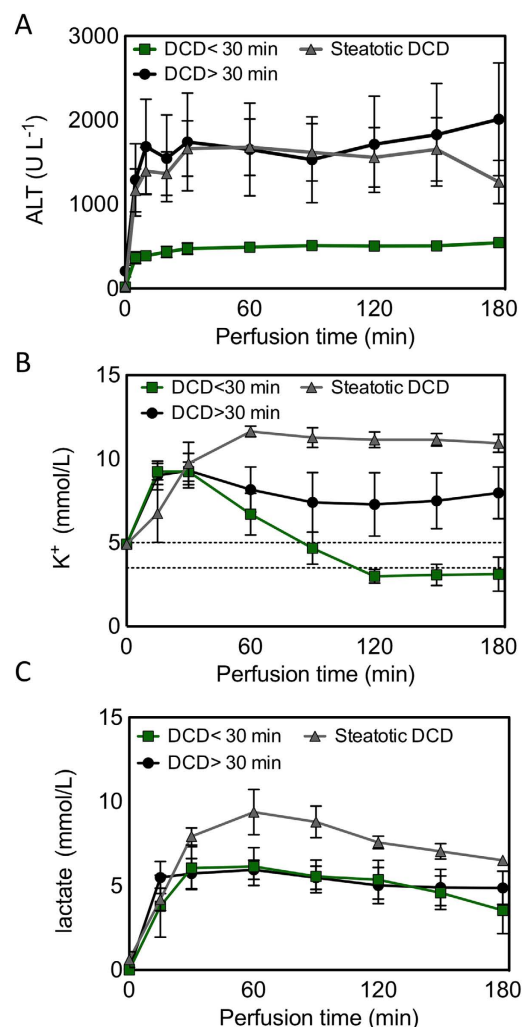 A
DCD< 30 min
Steatotic DCD
DCD> 30 min
3000
2000
1000
0
ALT (U L-1)
0 60 120 180
Perfusion time (min)
B
DCD<30 min
Steatotic DCD
DCD>30 min
15
10
5
0
K+ (mmol/L)
0 60 120 180
Perfusion time (min)
C
DCD< 30 min
Steatotic DCD
DCD> 30 min
15
10
5
0
lactate (mmol/L)
0 60 120 180
Perfusion time (min)